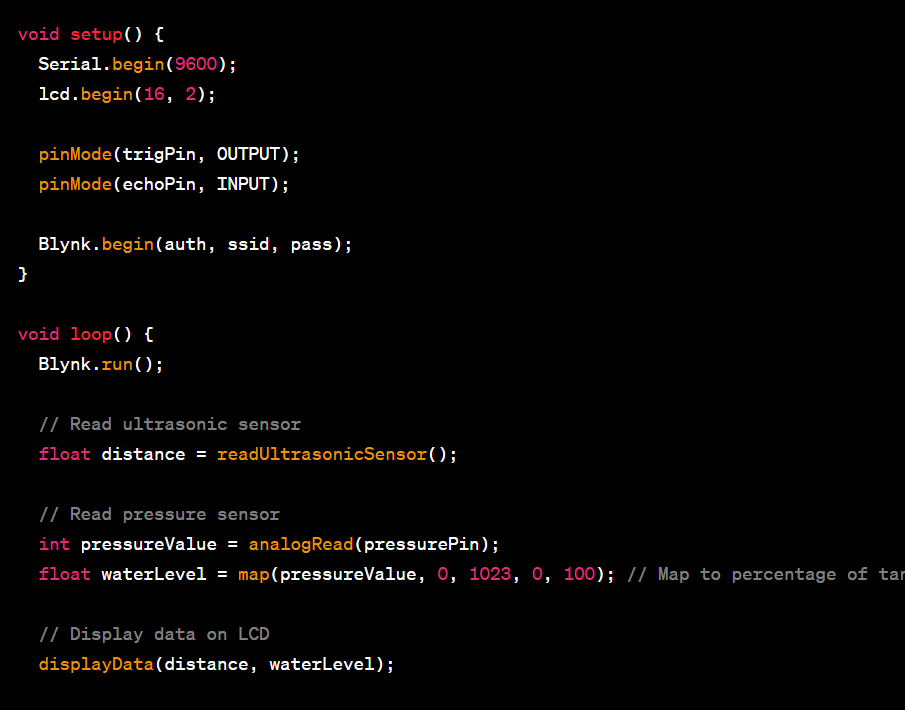 void setup() {
  Serial.begin(9600);
  lcd.begin(16, 2);
  pinMode(trigPin, OUTPUT);
  pinMode(echoPin, INPUT);
  Blynk.begin(auth, ssid, pass);
}
void loop() {
  Blynk.run();
  // Read ultrasonic sensor
  float distance = readUltrasonicSensor();
  // Read pressure sensor
  int pressureValue = analogRead(pressurePin);
  float waterLevel = map(pressureValue, 0, 1023, 0, 100); // Map to percentage of
  // Display data on LCD
  displayData(distance, waterLevel);